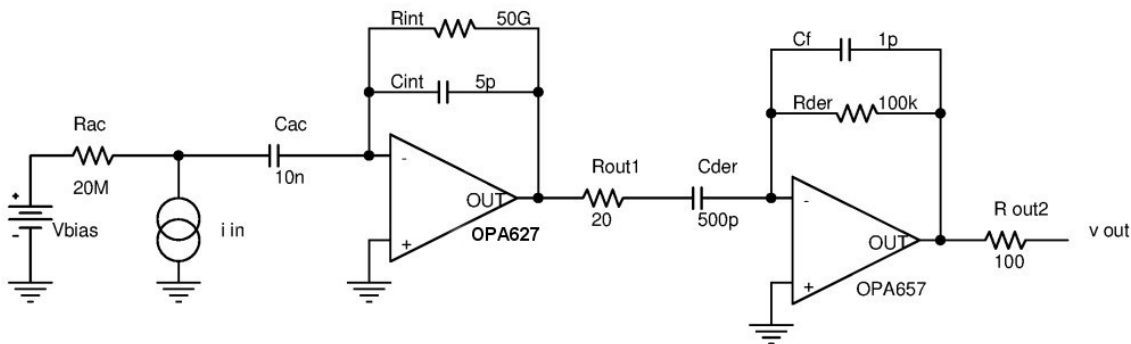 Rint 50G
Cint 5p
Rac
20M
Cac
10n
+
-
Vbias
i in
-
+
OUT
OPA627
Rout1
20
Cder
500p
Cf 1p
Rder 100k
-
+
OUT
OPA657
R out2
100
v out